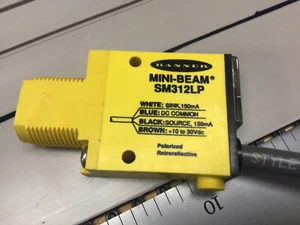 BANNER
MINI-BEAM®
SM312LP
WHITE: SINK, 150mA
BLUE: DC COMMON
BLACK: SOURCE, 150mA
BROWN: +10 to 30Vdc
Polarized
Retroreflective
STYLE
10